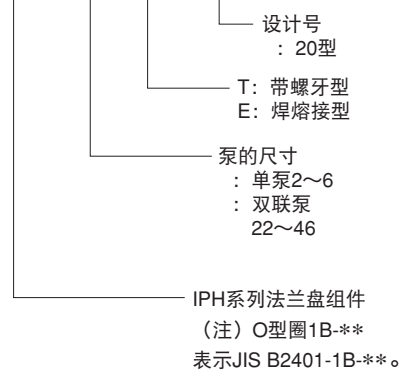 设计号
：20型
T：带螺牙型
E：焊熔接型
泵的尺寸
：单泵2～6
：双联泵
22～46
IPH系列法兰盘组件
（注）O型圈1B-**
表示JIS B2401-1B-**。